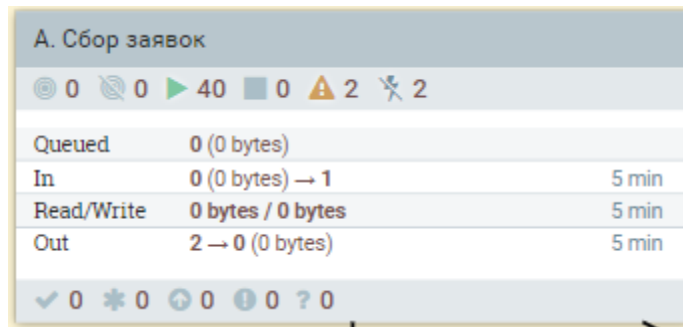 А. Сбор заявок
0 0 40 0 2 2
Queued 0 (0 bytes)
In 0 (0 bytes) → 1 5 min
Read/Write 0 bytes / 0 bytes 5 min
Out 2 → 0 (0 bytes) 5 min
0 0 0 0 ? 0